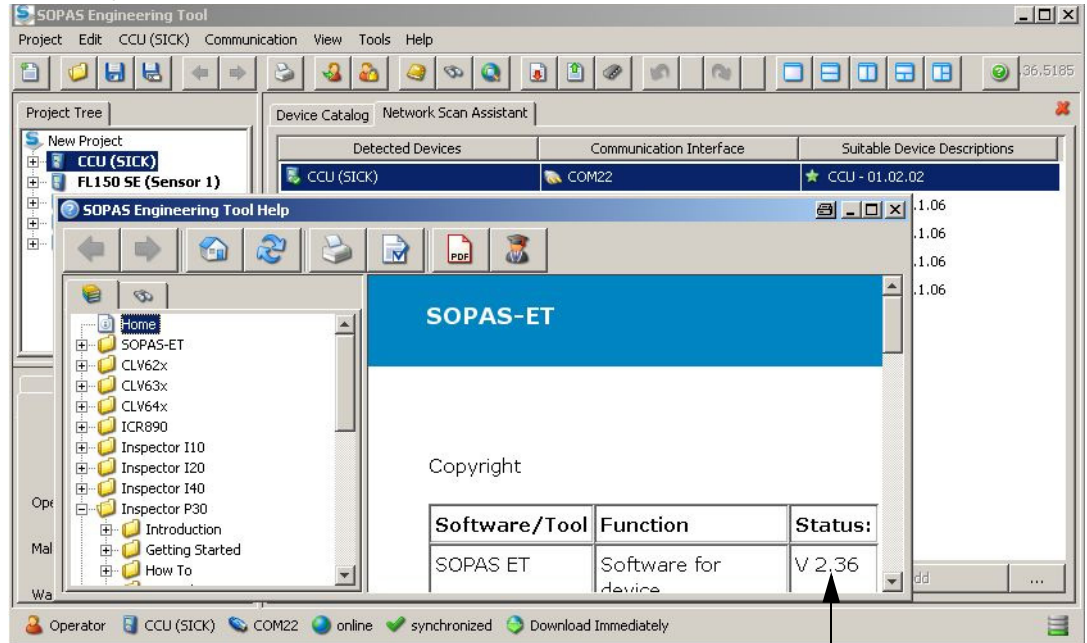 SOPAS Engineering Tool
Project Edit CCU (SICK) Communication View Tools Help
36.5185
Project Tree
Device Catalog Network Scan Assistant
New Project
CCU (SICK)
FL150 SE (Sensor 1)
Detected Devices Communication Interface Suitable Device Descriptions
CCU (SICK) COM22 CCU - 01.02.02
.1.06
.1.06
.1.06
.1.06
SOPAS Engineering Tool Help
PDF
Home
SOPAS-ET
CLV62x
CLV63x
CLV64x
ICR890
Inspector I10
Inspector I20
Inspector I40
Inspector P30
Introduction
Getting Started
How To
SOPAS-ET
Copyright
Software/Tool Function Status:
SOPAS ET Software for V 2.36
device
Ope
Mai
Wa
dd ...
Operator CCU (SICK) COM22 online synchronized Download Immediately